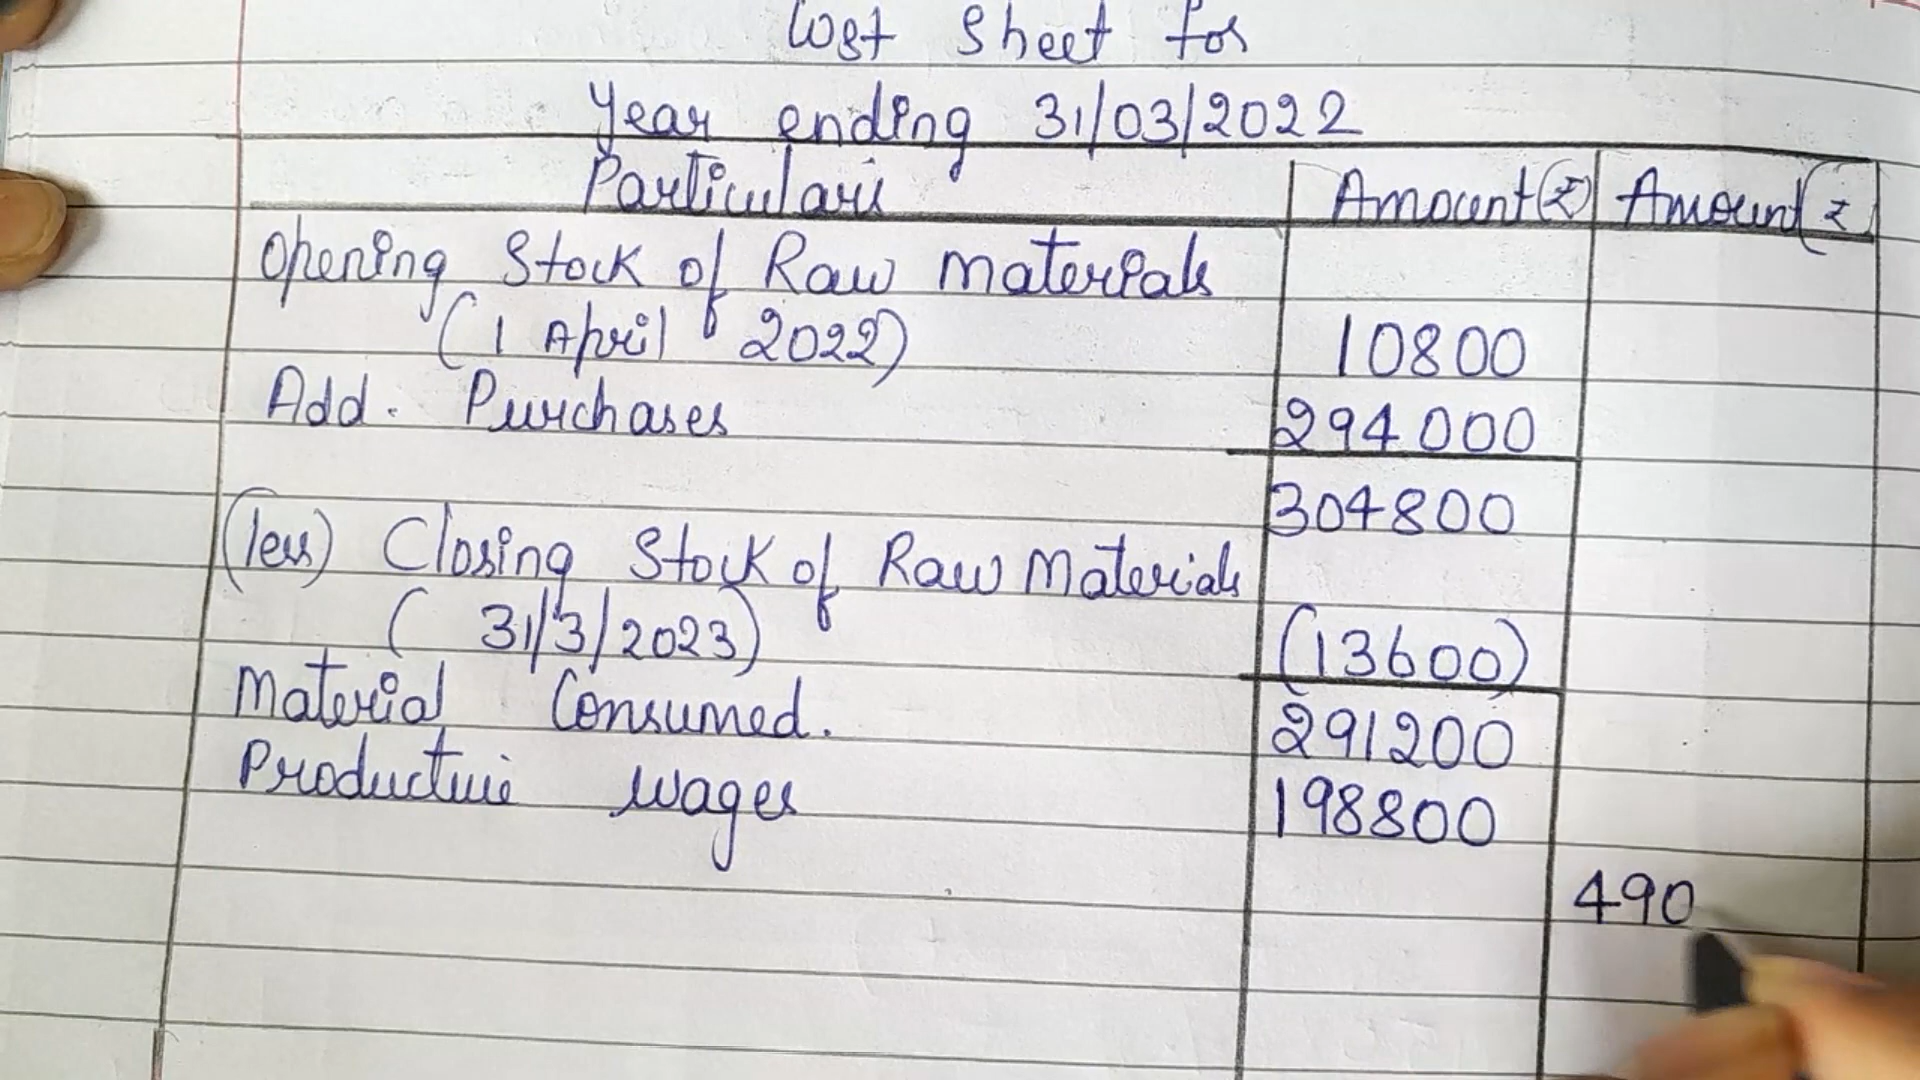 Cost Sheet for
Year ending 31/03/2022
Particulars Amount(₹) Amount(₹
Opening Stock of Raw Materials
(1 April 2022) 10800
Add. Purchases 294000
304800
(less) Closing Stock of Raw Materials
(31/3/2023) (13600)
Material Consumed. 291200
Productive wages 198800
490